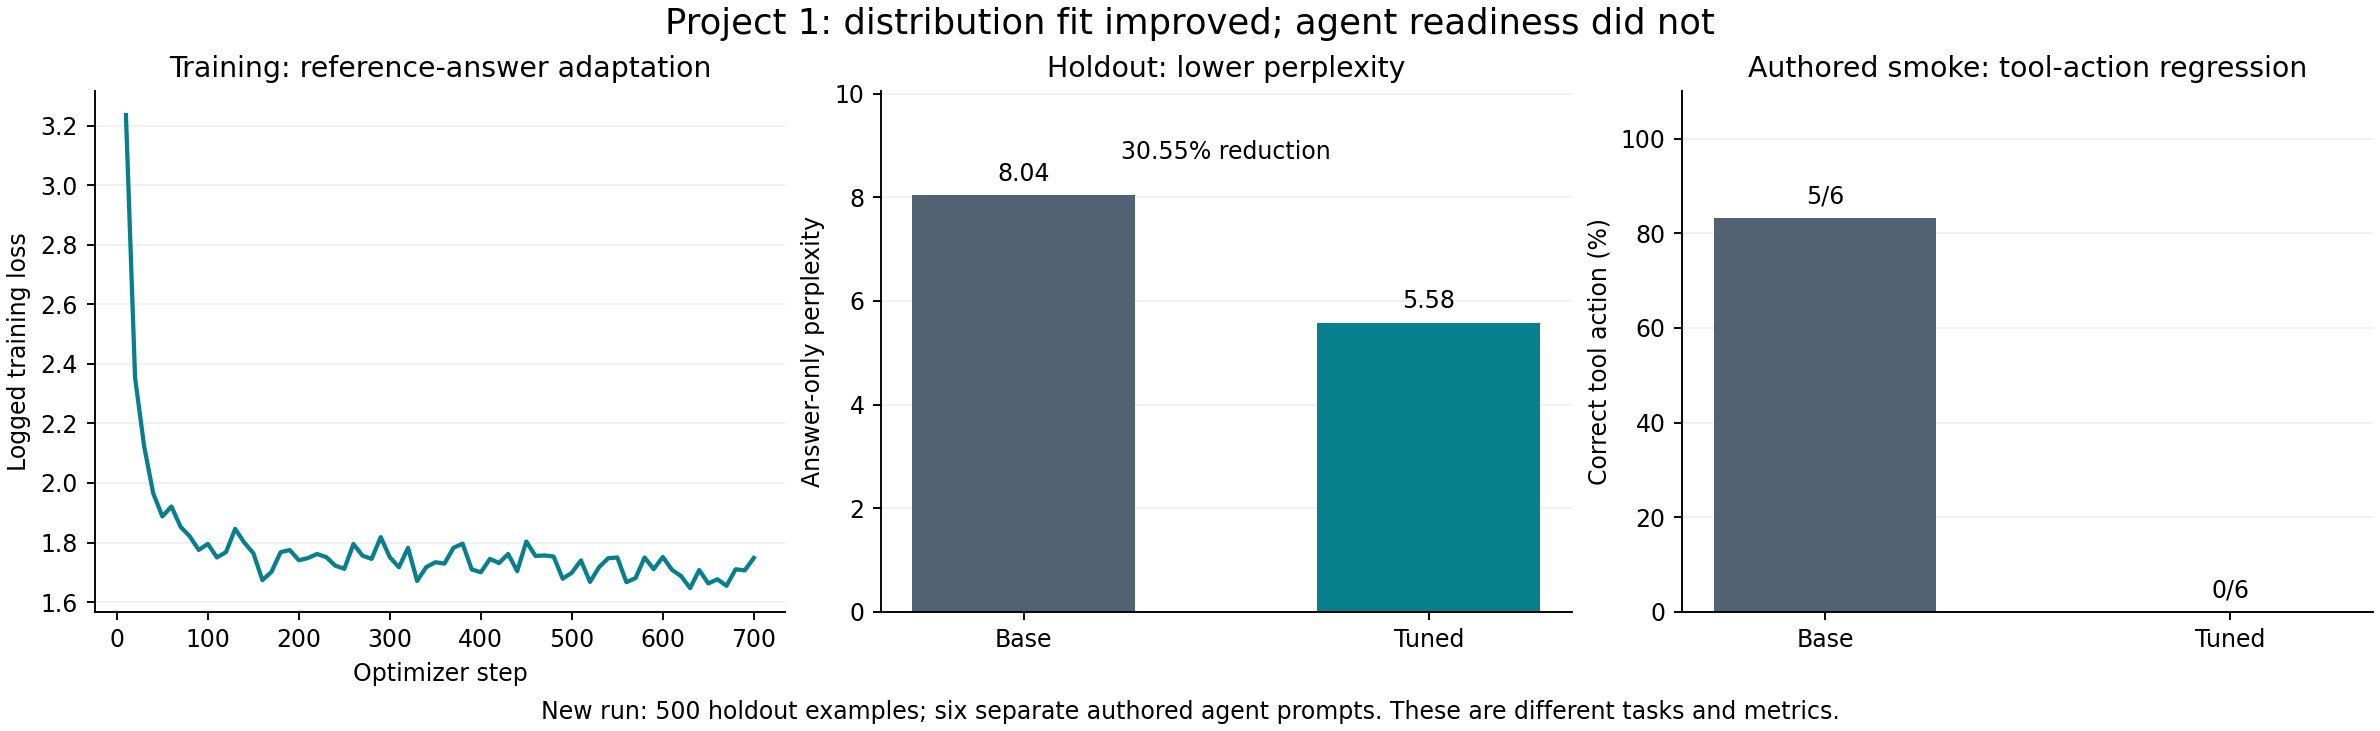 Project 1: distribution fit improved; agent readiness did not
Training: reference-answer adaptation
Logged training loss
3.2
3.0
2.8
2.6
2.4
2.2
2.0
1.8
1.6
0 100 200 300 400 500 600 700
Optimizer step
Holdout: lower perplexity
Answer-only perplexity
10
8
6
4
2
0
30.55% reduction
8.04
5.58
Base Tuned
Authored smoke: tool-action regression
Correct tool action (%)
100
80
60
40
20
0
5/6
0/6
Base Tuned
New run: 500 holdout examples; six separate authored agent prompts. These are different tasks and metrics.